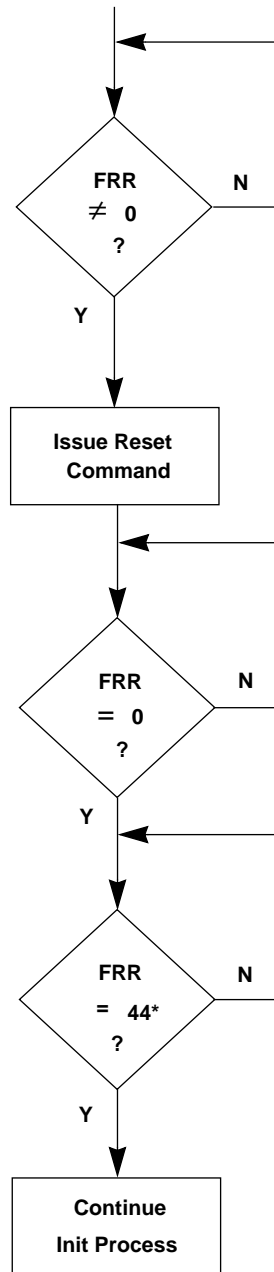 FRR
≠ 0
?
N
Y
Issue Reset
Command
FRR
= 0
?
N
Y
FRR
= 44*
?
N
Y
Continue
Init Process